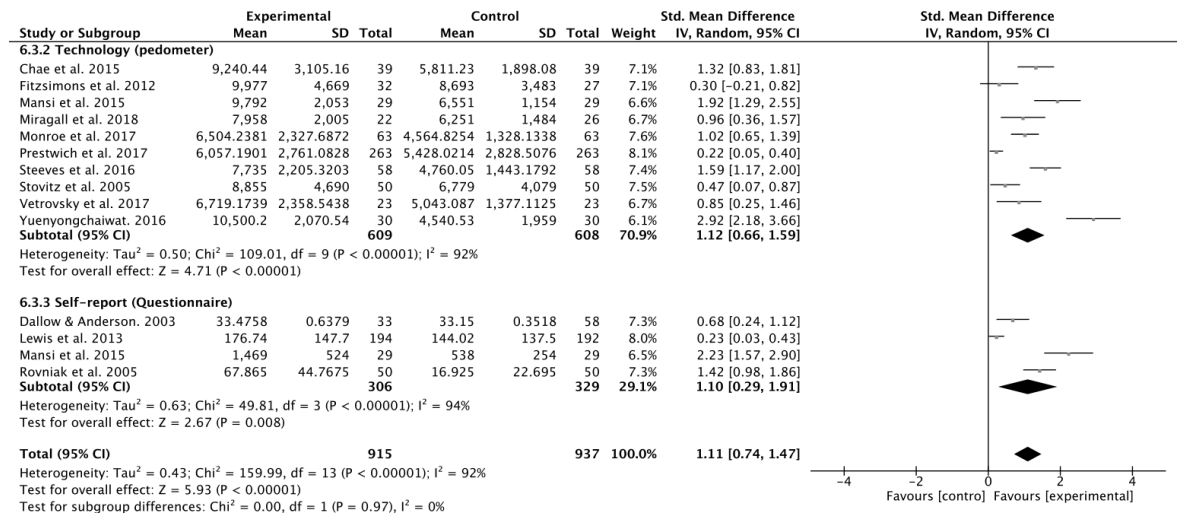 Experimental Control Std. Mean Difference Std. Mean Difference
Study or Subgroup Mean SD Total Mean SD Total Weight IV, Random, 95% CI IV, Random, 95% CI
6.3.2 Technology (pedometer)
Chae et al. 2015 9,240.44 3,105.16 39 5,811.23 1,898.08 39 7.1% 1.32 [0.83, 1.81]
Fitzsimons et al. 2012 9,977 4,669 32 8,693 3,483 27 7.1% 0.30 [-0.21, 0.82]
Mansi et al. 2015 9,792 2,053 29 6,551 1,154 29 6.6% 1.92 [1.29, 2.55]
Miragall et al. 2018 7,958 2,005 22 6,251 1,484 26 6.8% 0.96 [0.36, 1.57]
Monroe et al. 2017 6,504.2381 2,327.6872 63 4,564.8254 1,328.1338 63 7.5% 1.02 [0.65, 1.39]
Prestwich et al. 2017 6,057.1901 2,761.0828 263 5,428.0214 2,828.5076 263 8.1% 0.22 [0.05, 0.40]
Steeves et al. 2016 7,735 2,205.3203 58 4,760.05 1,443.1792 58 7.4% 1.59 [1.17, 2.00]
Stovitz et al. 2005 8,855 4,690 50 6,779 4,079 50 7.5% 0.47 [0.07, 0.87]
Vetrovsky et al. 2017 6,719.1739 2,358.5438 23 5,043.087 1,377.1125 23 6.7% 0.85 [0.25, 1.46]
Yuenyongchaiwat. 2016 10,500.2 2,070.54 30 4,540.53 1,959 30 6.1% 2.92 [2.18, 3.66]
Subtotal (95% CI) 609 608 70.9% 1.12 [0.66, 1.59]
Heterogeneity: Tau² = 0.50; Chi² = 109.01, df = 9 (P < 0.00001); I² = 92%
Test for overall effect: Z = 4.71 (P < 0.00001)
6.3.3 Self-report (Questionnaire)
Dallow & Anderson. 2003 33.4758 0.6379 33 33.15 0.3518 58 7.3% 0.68 [0.24, 1.12]
Lewis et al. 2013 176.74 147.7 194 144.02 137.5 192 8.0% 0.23 [0.03, 0.43]
Mansi et al. 2015 1,469 524 29 538 254 29 6.5% 2.23 [1.57, 2.90]
Rovniak et al. 2005 67.865 44.7675 50 16.925 22.695 50 7.3% 1.42 [0.98, 1.86]
Subtotal (95% CI) 306 329 29.1% 1.10 [0.29, 1.91]
Heterogeneity: Tau² = 0.63; Chi² = 49.81, df = 3 (P < 0.00001); I² = 94%
Test for overall effect: Z = 2.67 (P = 0.008)
Total (95% CI) 915 937 100.0% 1.11 [0.74, 1.47]
Heterogeneity: Tau² = 0.43; Chi² = 159.99, df = 13 (P < 0.00001); I² = 92%
Test for overall effect: Z = 5.93 (P < 0.00001)
Test for subgroup differences: Chi² = 0.00, df = 1 (P = 0.97), I² = 0%
-4 -2 0 2 4
Favours [contro] Favours [experimental]